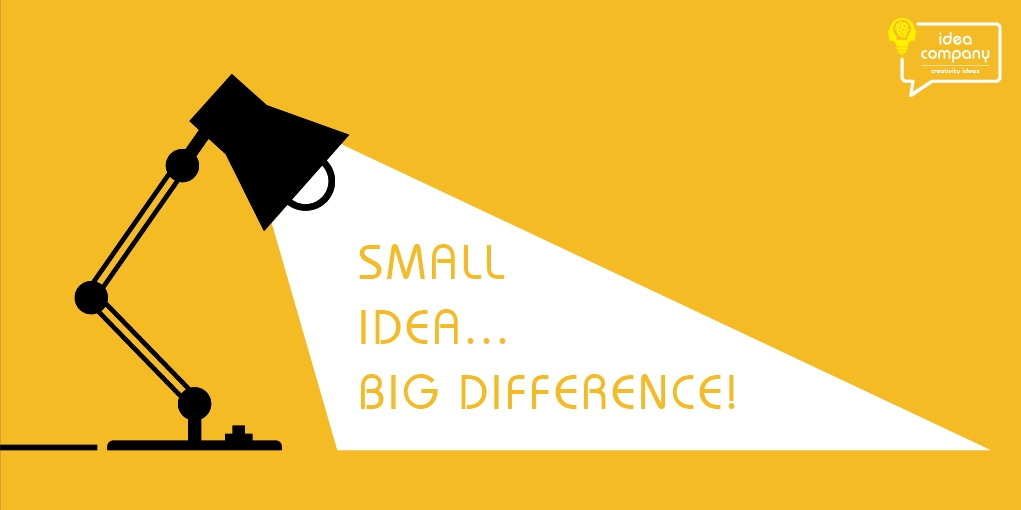 idea
company
creativity ideas
SMALL
IDEA...
BIG DIFFERENCE!